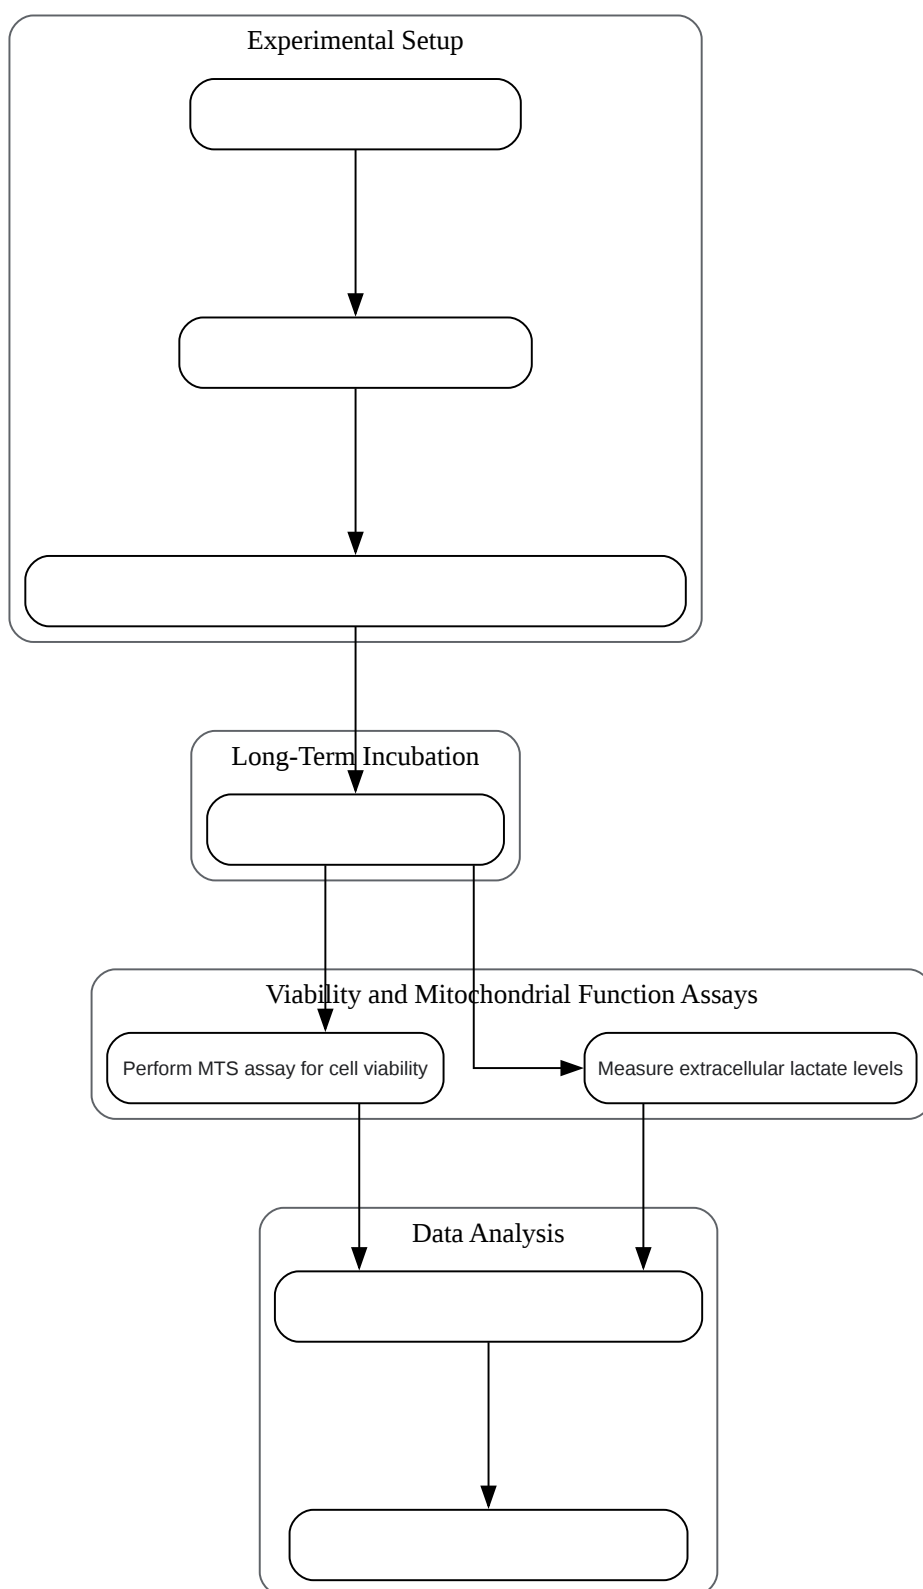 Experimental Setup
Long-Term Incubation
Viability and Mitochondrial Function Assays
Perform MTS assay for cell viability
Measure extracellular lactate levels
Data Analysis